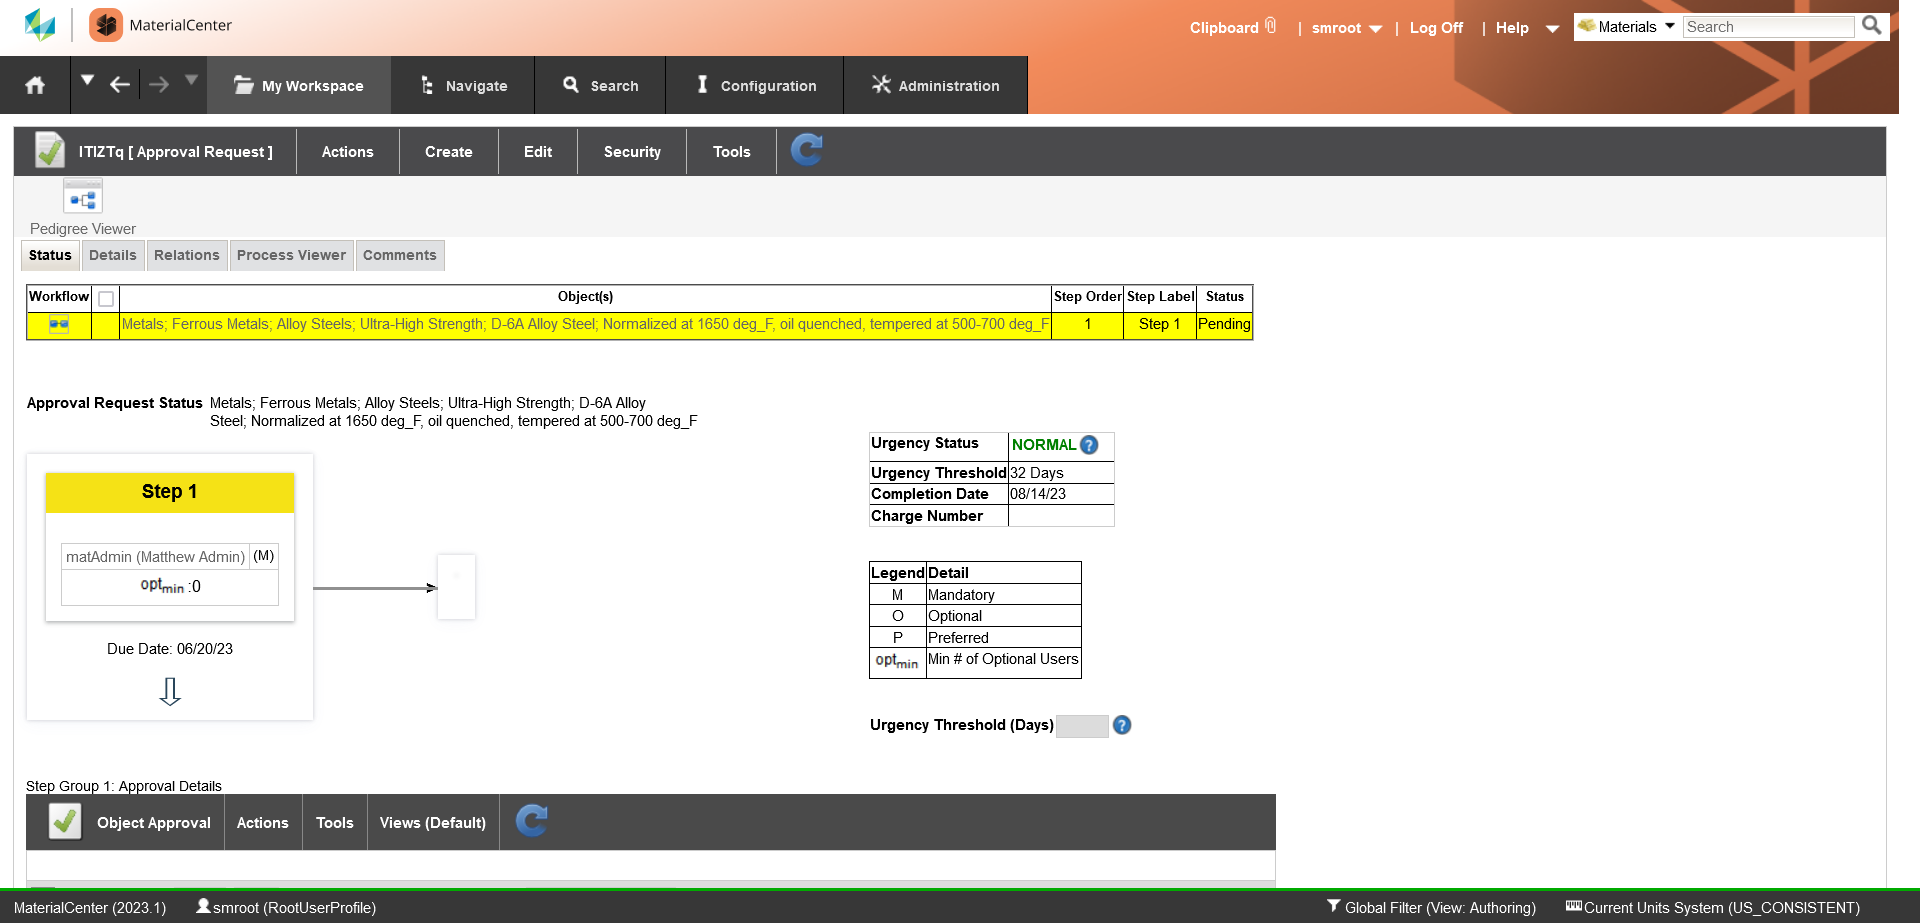 MaterialCenter
Clipboard | smroot | Log Off | Help
Materials Search
My Workspace Navigate Search Configuration Administration
ITIZTq [ Approval Request ] Actions Create Edit Security Tools
Pedigree Viewer
Status Details Relations Process Viewer Comments
Workflow Object(s) Step Order Step Label Status
Metals; Ferrous Metals; Alloy Steels; Ultra-High Strength; D-6A Alloy Steel; Normalized at 1650 deg_F, oil quenched, tempered at 500-700 deg_F 1 Step 1 Pending
Approval Request Status Metals; Ferrous Metals; Alloy Steels; Ultra-High Strength; D-6A Alloy
Steel; Normalized at 1650 deg_F, oil quenched, tempered at 500-700 deg_F
Urgency Status NORMAL ?
Urgency Threshold 32 Days
Completion Date 08/14/23
Charge Number
Step 1
matAdmin (Matthew Admin) (M)
optmin :0
Due Date: 06/20/23
Legend Detail
M Mandatory
O Optional
P Preferred
optmin Min # of Optional Users
Urgency Threshold (Days) ?
Step Group 1: Approval Details
Object Approval Actions Tools Views (Default)
MaterialCenter (2023.1) smroot (RootUserProfile) Global Filter (View: Authoring) Current Units System (US_CONSISTENT)